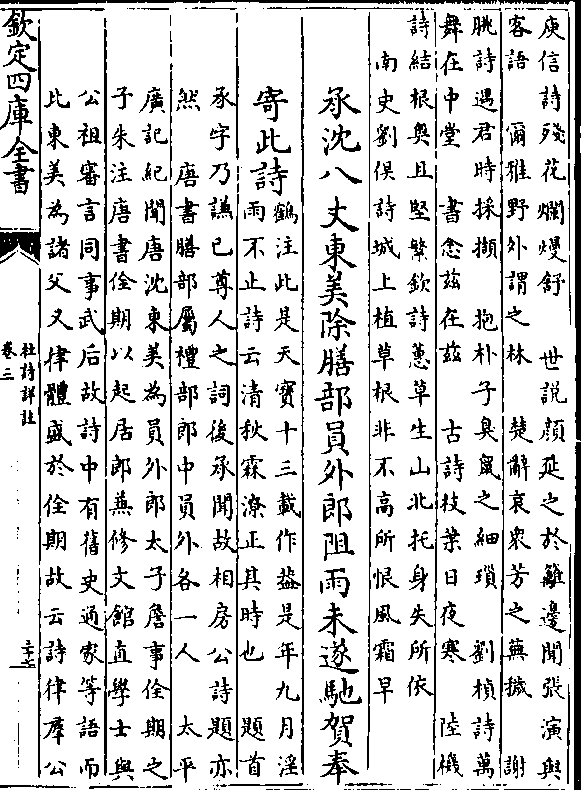 庾信詩殘花爛熳舒　世說顔延之於籬邊聞張演與
客語　爾雅野外謂之林　楚辭哀衆芳之蕪穢　謝
脁詩遇君時採擷　抱朴子臭鼠之細瑣　劉楨詩萬
舞在中堂　書念兹在兹　古詩枝葉日夜寒　陸機
詩結根奥且堅繁欽詩蕙草生山北托身失所依
南史劉俁詩城上植草根非不高所恨風霜早
承沈八丈東美除膳部員外郎阻雨未遂馳賀奉
寄此詩
鶴注此是天寶十三載作葢是年九月淫
雨不止詩云清秋霖潦正其時也　題首
承字乃謙已尊人之詞後承聞故相房公詩題亦
然　唐書膳部屬禮部郎中員外各一人　太平
廣記紀聞唐沈東美為員外郎太子詹事佺期之
子朱注唐書佺期以起居郎兼修文館直學士與
公祖審言同事武后故詩中有舊史通家等語而
比東美為諸父又律體盛於佺期故云詩律羣公
欽定四庫全書
杜詩詳註
卷三